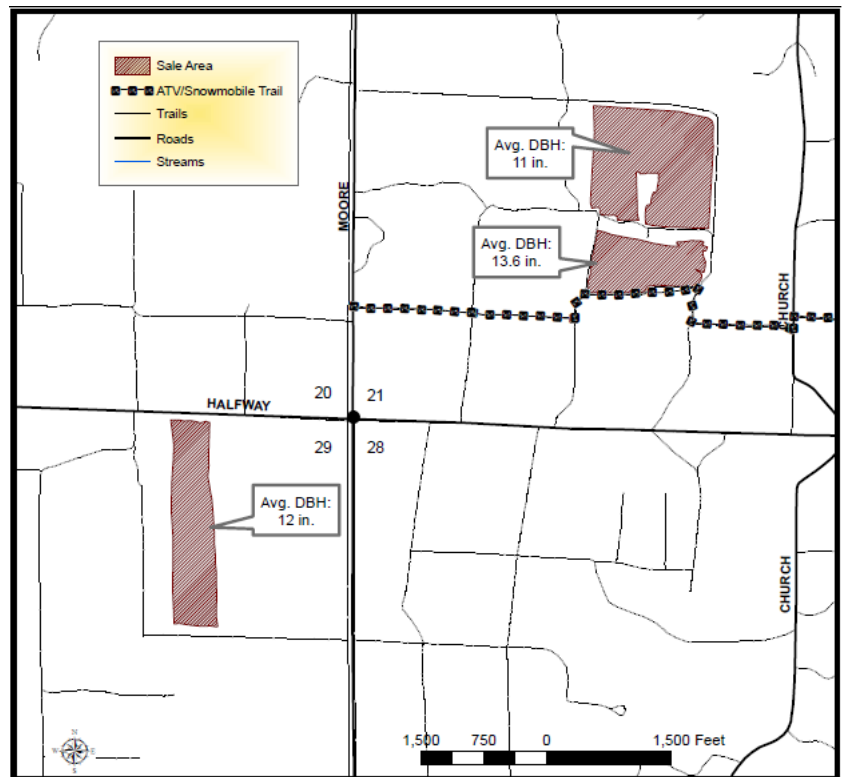 Sale Area
ATV/Snowmobile Trail
Trails
Roads
Streams
Avg. DBH:
11 in.
MOORE
Avg. DBH:
13.6 in.
CHURCH
20
21
HALFWAY
29
28
Avg. DBH:
12 in.
CHURCH
N
W
E
S
1,500
750
0
1,500 Feet